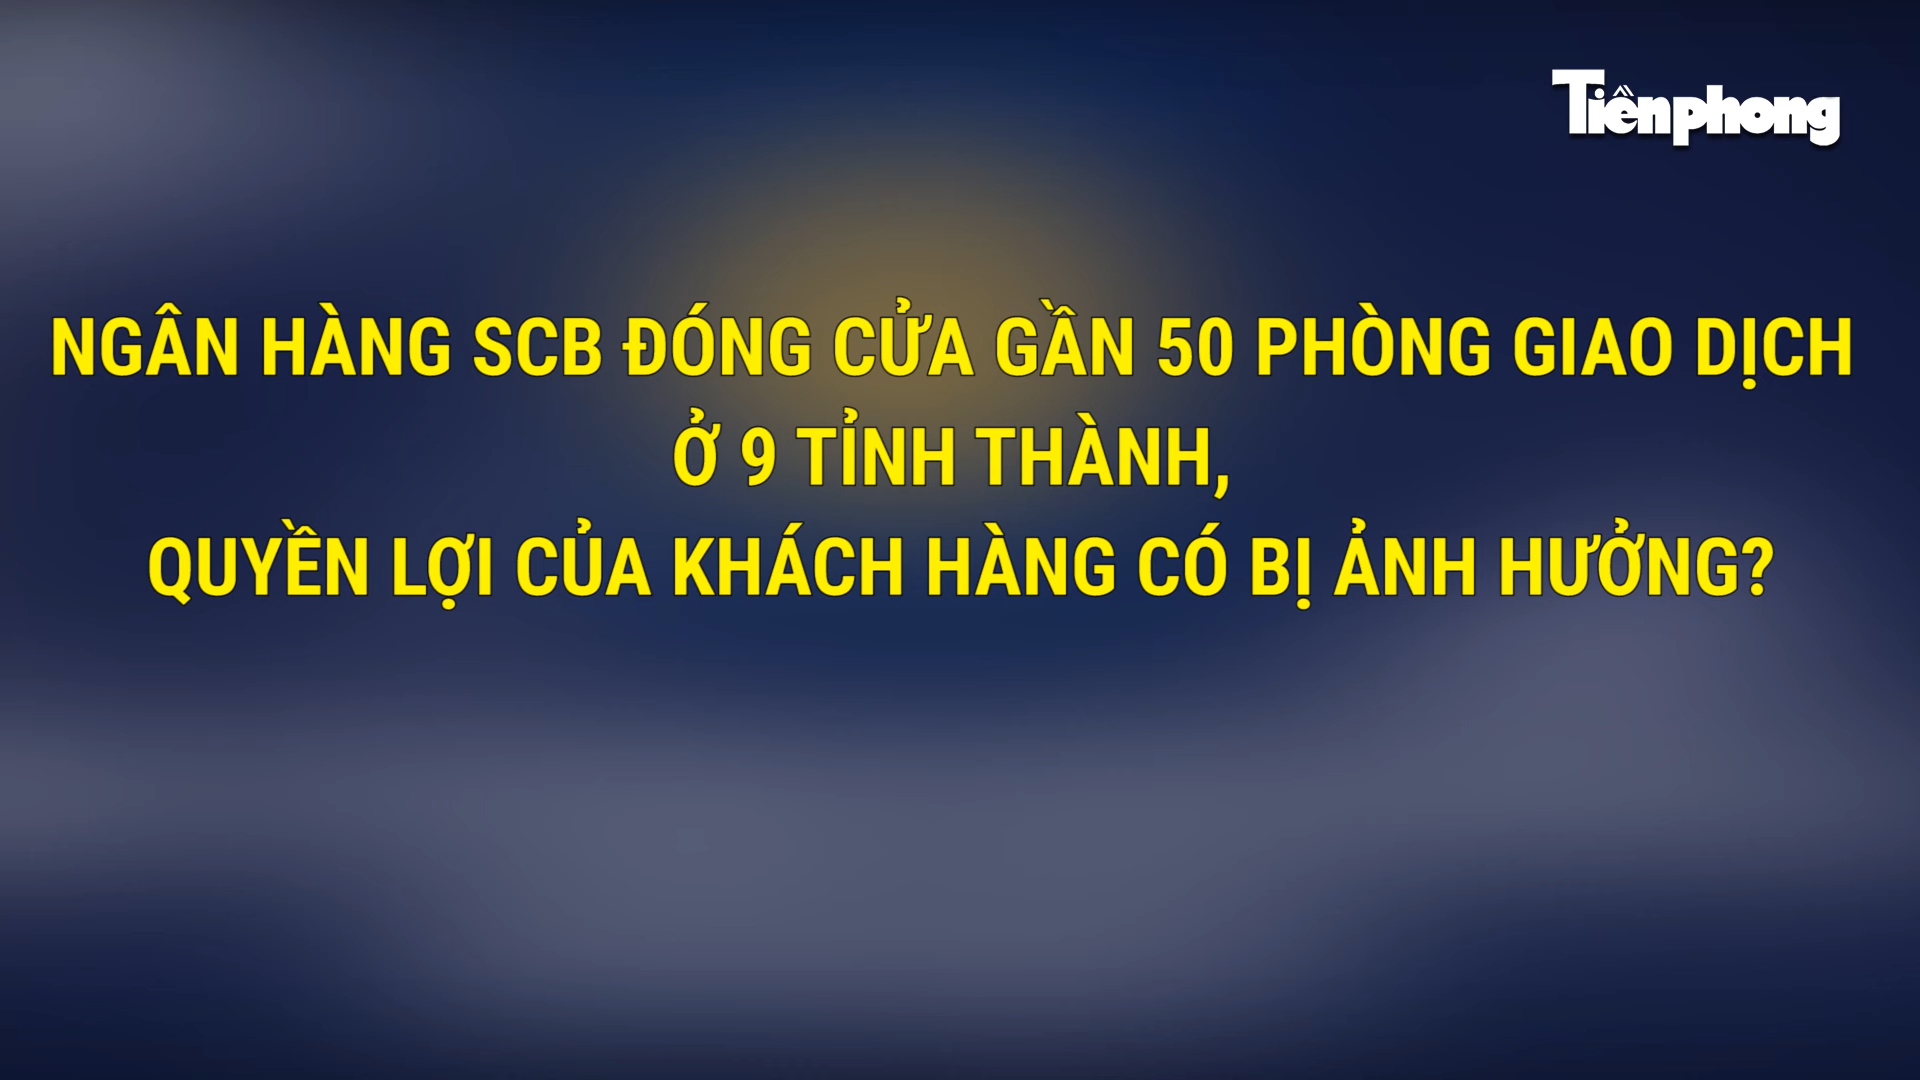 Tiềnphong
NGÂN HÀNG SCB ĐÓNG CỬA GẦN 50 PHÒNG GIAO DỊCH
Ở 9 TỈNH THÀNH,
QUYỀN LỢI CỦA KHÁCH HÀNG CÓ BỊ ẢNH HƯỞNG?